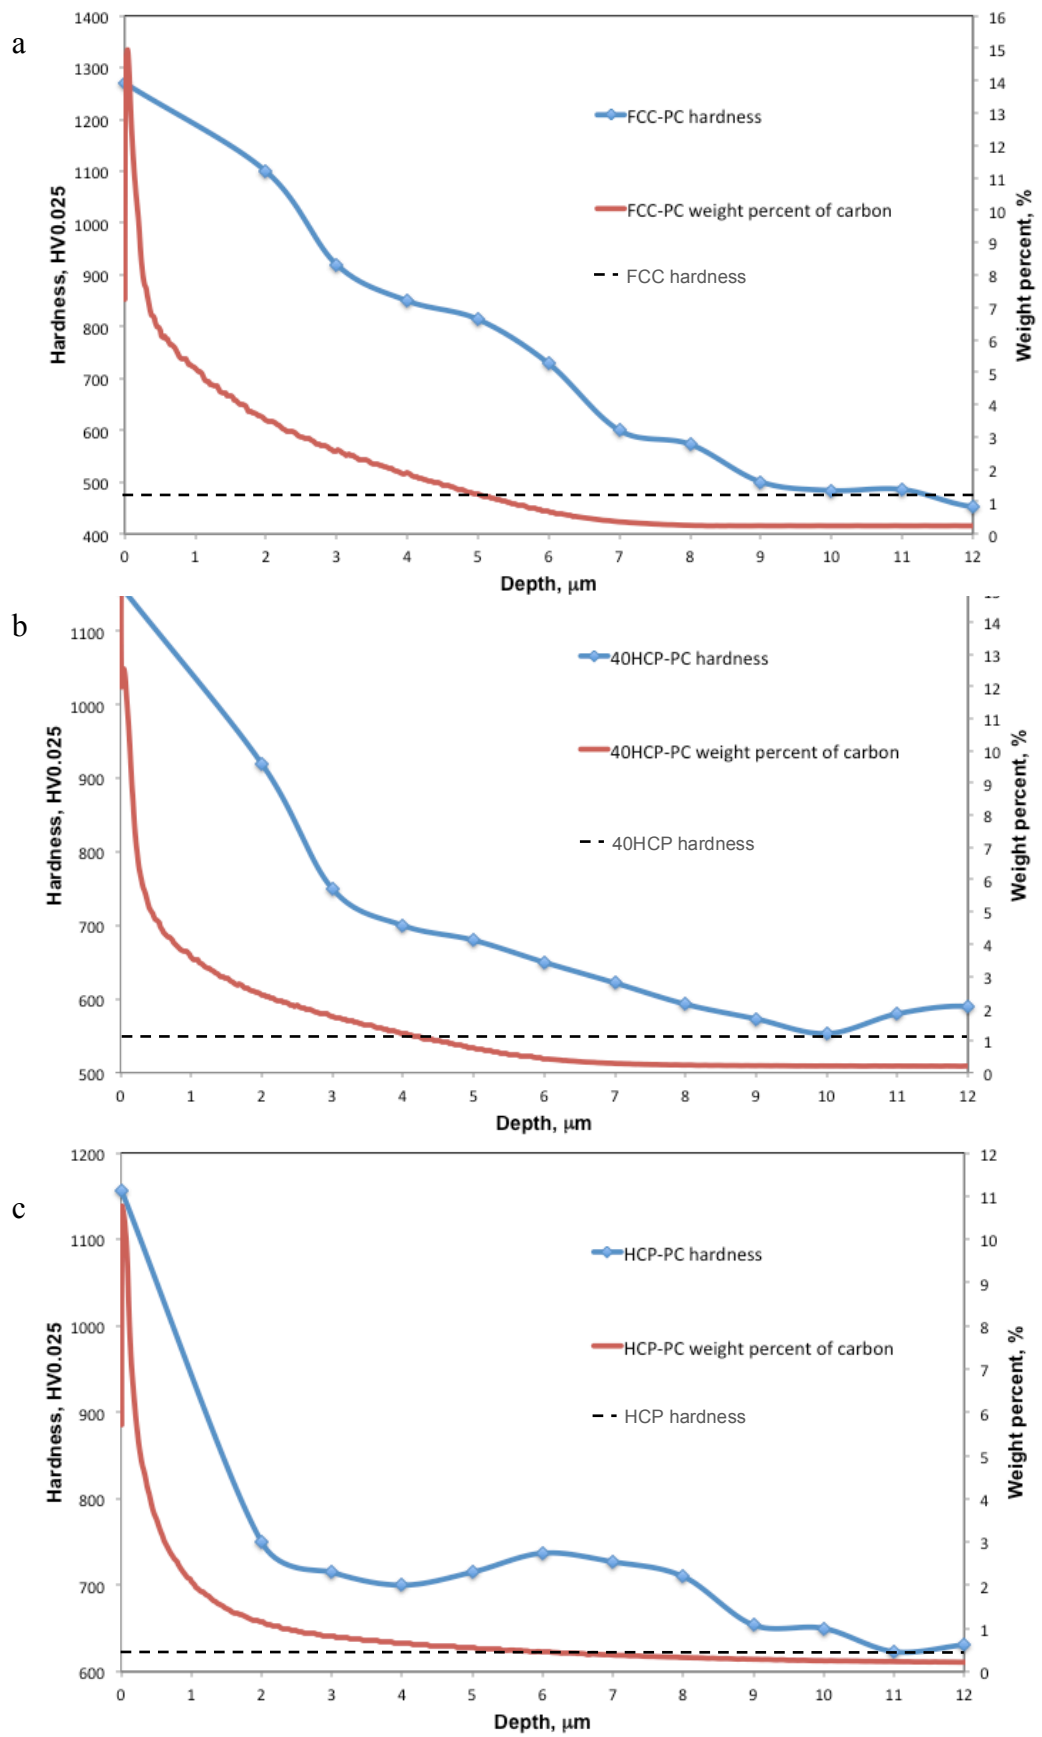 a
1400
1300
1200
1100
1000
900
800
700
600
500
400
Hardness, HV0.025
16
15
14
13
12
11
10
9
8
7
6
5
4
3
2
1
0
Weight percent, %
FCC-PC hardness
FCC-PC weight percent of carbon
FCC hardness
0 1 2 3 4 5 6 7 8 9 10 11 12
Depth, μm
b
1100
1000
900
800
700
600
500
Hardness, HV0.025
14
13
12
11
10
9
8
7
6
5
4
3
2
1
0
Weight percent, %
40HCP-PC hardness
40HCP-PC weight percent of carbon
40HCP hardness
0 1 2 3 4 5 6 7 8 9 10 11 12
Depth, μm
c
1200
1100
1000
900
800
700
600
Hardness, HV0.025
12
11
10
9
8
7
6
5
4
3
2
1
0
Weight percent, %
HCP-PC hardness
HCP-PC weight percent of carbon
HCP hardness
0 1 2 3 4 5 6 7 8 9 10 11 12
Depth, μm